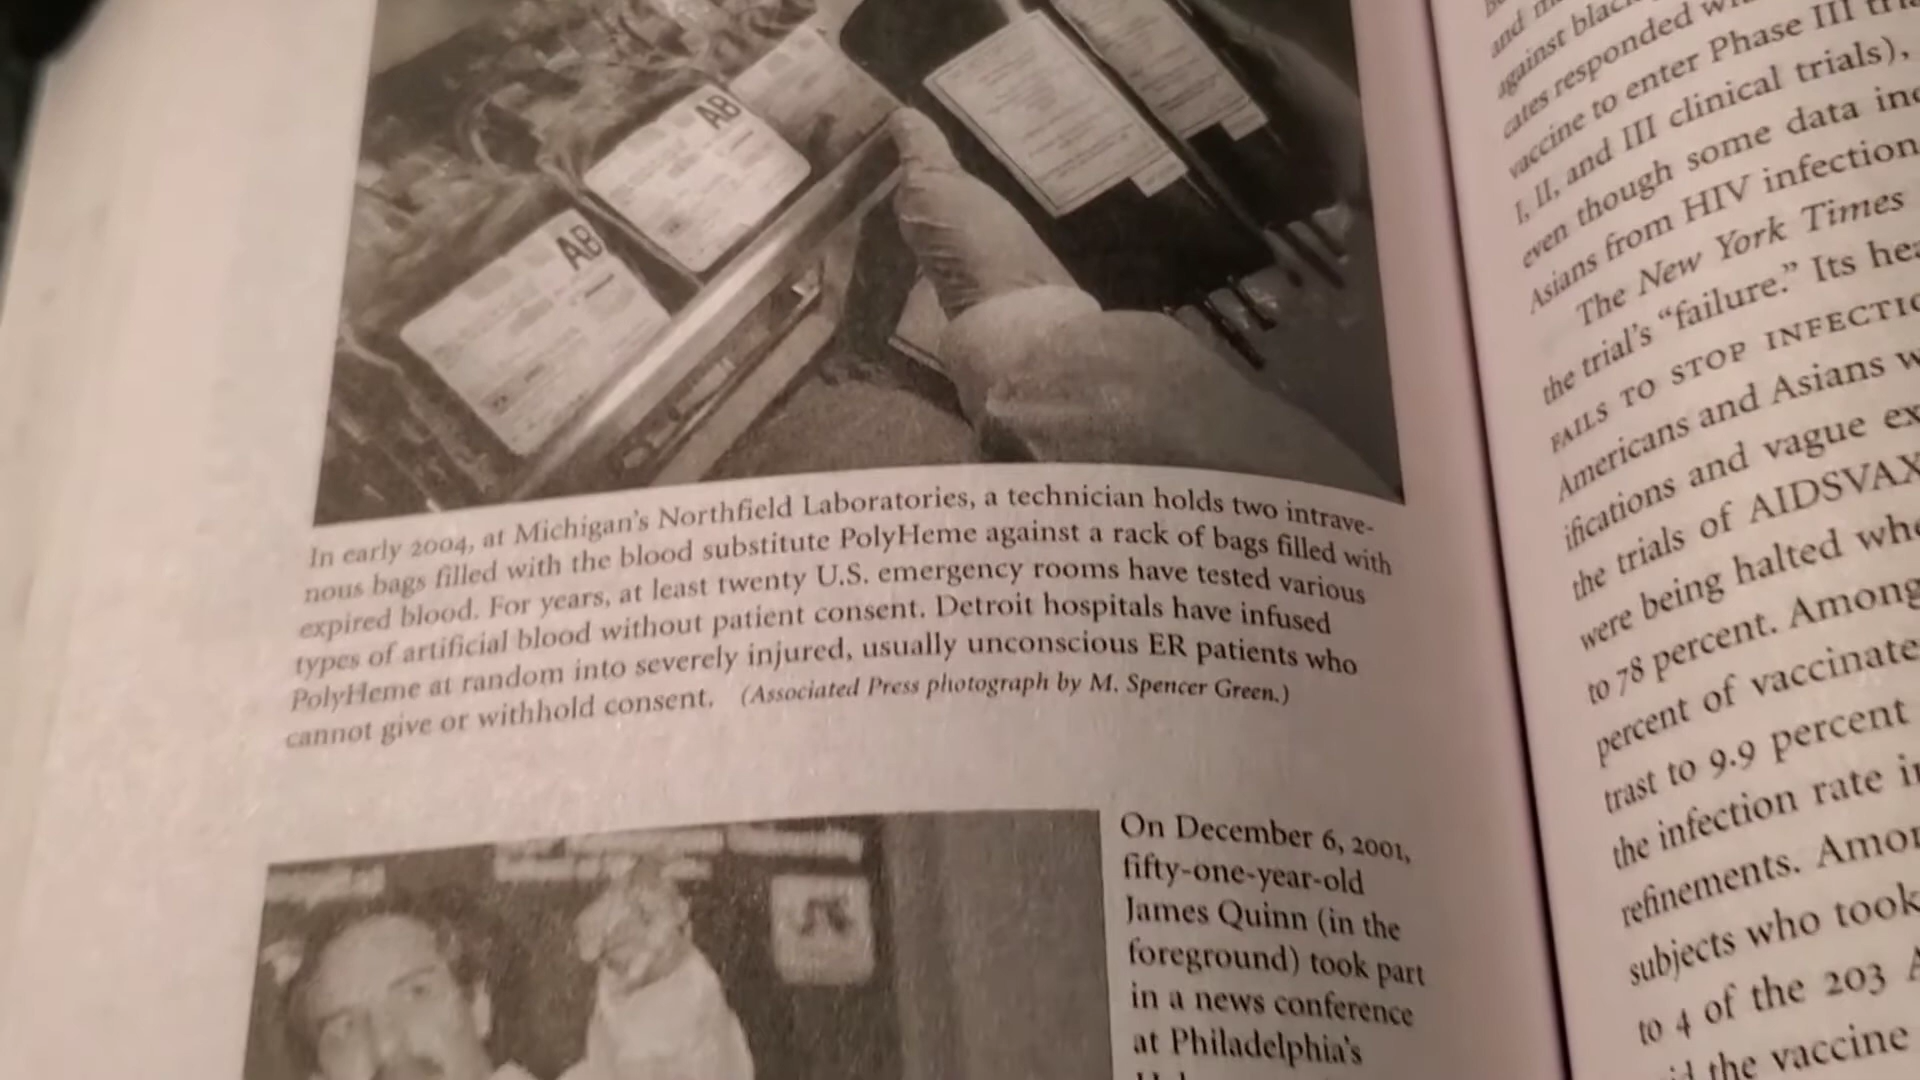 AB
AB
In early 2004, at Michigan's Northfield Laboratories, a technician holds two intrave-
nous bags filled with the blood substitute PolyHeme against a rack of bags filled with
expired blood. For years, at least twenty U.S. emergency rooms have tested various
types of artificial blood without patient consent. Detroit hospitals have infused
PolyHeme at random into severely injured, usually unconscious ER patients who
cannot give or withhold consent. (Associated Press photograph by M. Spencer Green.)
On December 6, 2001,
fifty-one-year-old
James Quinn (in the
foreground) took part
in a news conference
at Philadelphia's
against
cates responded
vaccine to enter Phase III
I, II, and III clinical trials),
even though some data
Asians from HIV infection
The New York Times
the trial's "failure." Its
FAILS TO STOP
Americans and Asians
ifications and vague
the trials of AIDSVAX
were being halted
to 78 percent. Among
percent of
trast to 9.9 percent
the infection rate
refinements.
subjects who took
to 4 of the 203
the vaccine